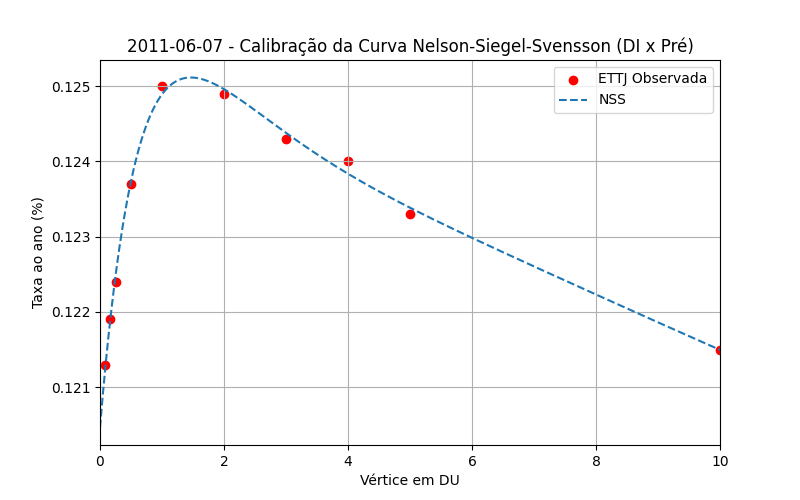 2011-06-07 - Calibração da Curva Nelson-Siegel-Svensson (DI x Pré)
ETTJ Observada
NSS
Taxa ao ano (%)
0.125
0.124
0.123
0.122
0.121
0 2 4 6 8 10
Vértice em DU